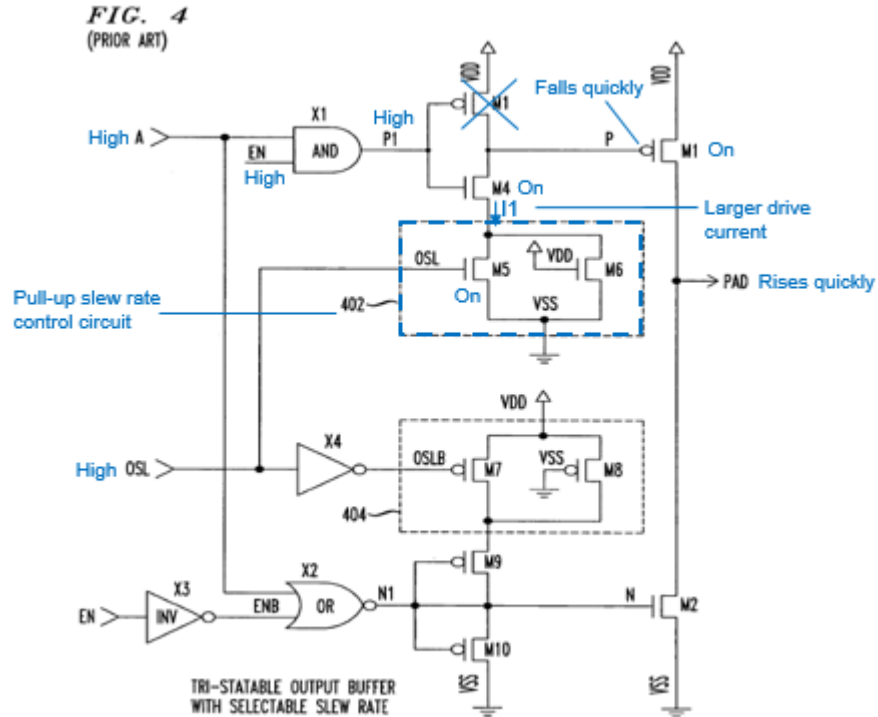 FIG. 4
(PRIOR ART)
VDD
VDD
M1
Falls quickly
X1
High A
AND
High
P1
P
M1 On
EN
High
M4 On
I1
Larger drive
current
OSL
M5
VDD
M6
On
VSS
402
PAD Rises quickly
Pull-up slew rate
control circuit
VDD
X4
High OSL
OSLB
M7
VSS
M8
404
M9
X3
X2
EN
INV
ENB
OR
N1
N
M2
M10
VSS
VSS
TRI-STATABLE OUTPUT BUFFER
WITH SELECTABLE SLEW RATE